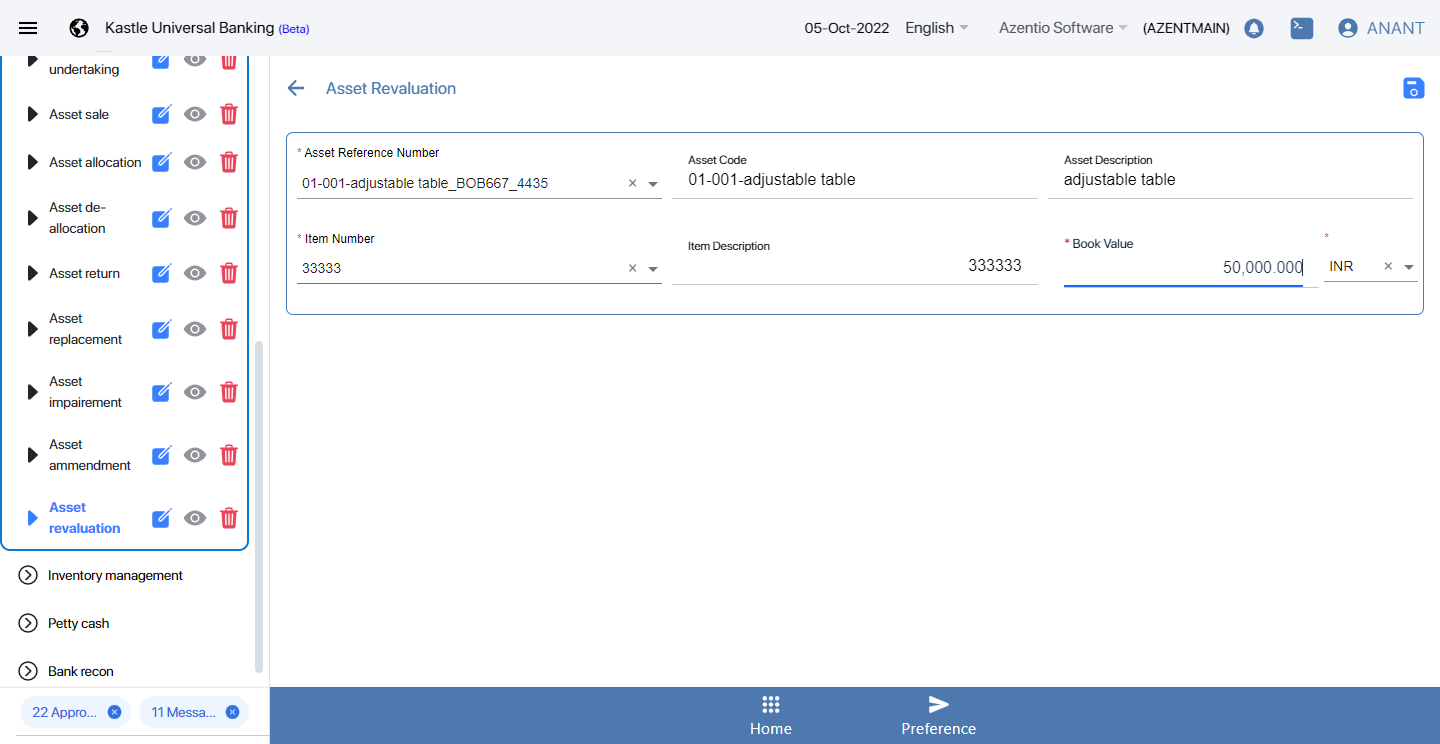 Kastle Universal Banking (Beta)
05-Oct-2022
English
Azentio Software
(AZENTMAIN)
ANANT
undertaking
Asset sale
Asset allocation
Asset de-
allocation
Asset return
Asset
replacement
Asset
impairement
Asset
ammendment
Asset
revaluation
Inventory management
Petty cash
Bank recon
22 Appro...
11 Messa...
Asset Revaluation
* Asset Reference Number
01-001-adjustable table_BOB667_4435
Asset Code
01-001-adjustable table
Asset Description
adjustable table
* Item Number
33333
Item Description
333333
* Book Value
50,000.000
*
INR
Home
Preference